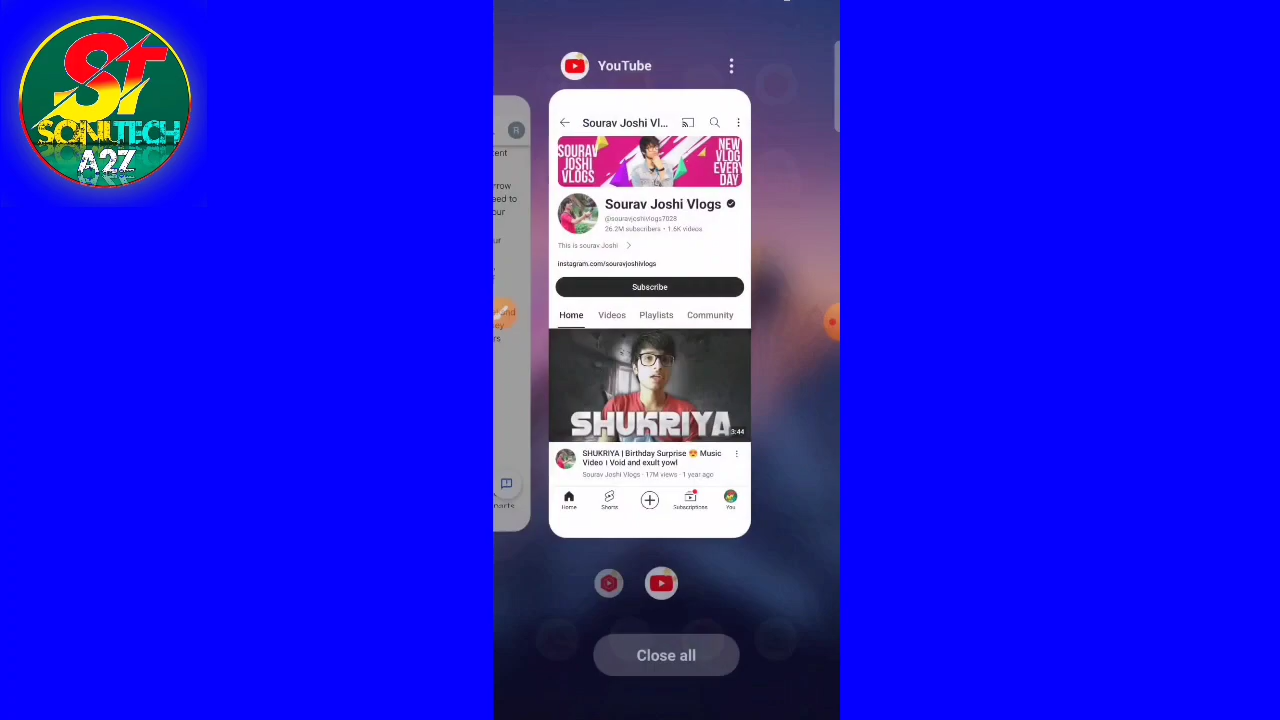 ST
SONI TECH
A2Z
YouTube
Sourav Joshi Vl...
SOURAV
JOSHI
VLOGS
NEW
VLOG
EVERY
DAY
Sourav Joshi Vlogs
@souravjoshivlogs7028
26.2M subscribers • 1.6K videos
This is sourav Joshi
instagram.com/souravjoshivlogs
Subscribe
Home Videos Playlists Community
SHUKRIYA
3:44
SHUKRIYA | Birthday Surprise 😍 Music
Video । Void and exult yowl
Sourav Joshi Vlogs · 17M views · 1 year ago
Home Shorts Subscriptions You
R
Close all